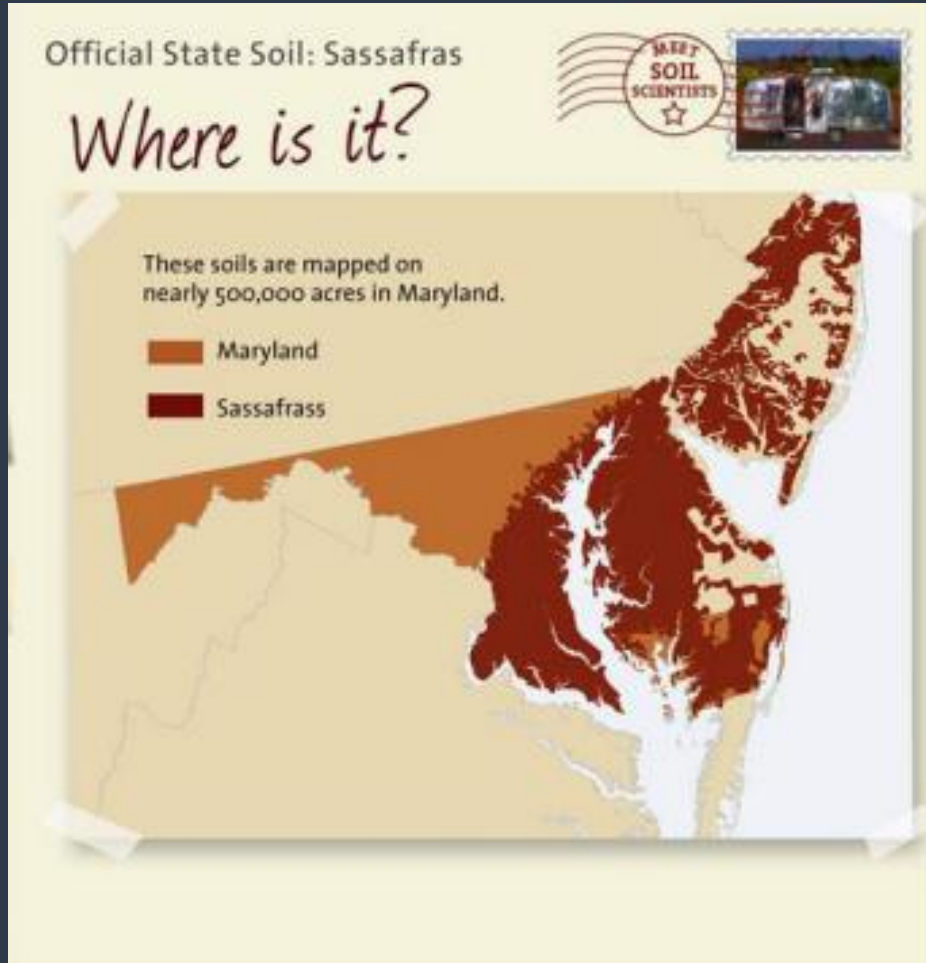 Official State Soil: Sassafras
Where is it?
MEET
SOIL
SCIENTISTS
These soils are mapped on
nearly 500,000 acres in Maryland.
Maryland
Sassafrass